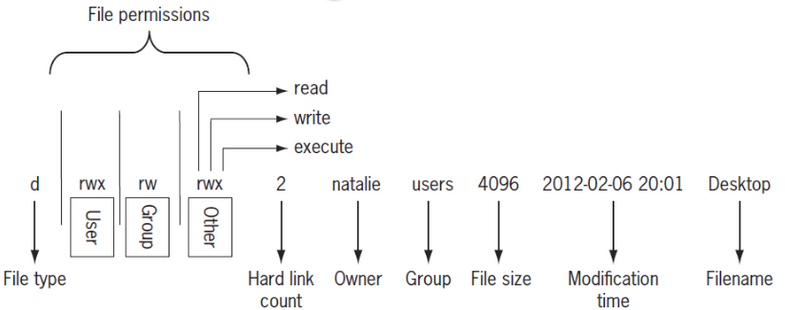 File permissions
read
write
execute
d rwx rw rwx 2 natalie users 4096 2012-02-06 20:01 Desktop
User Group Other
File type Hard link count Owner Group File size Modification time Filename